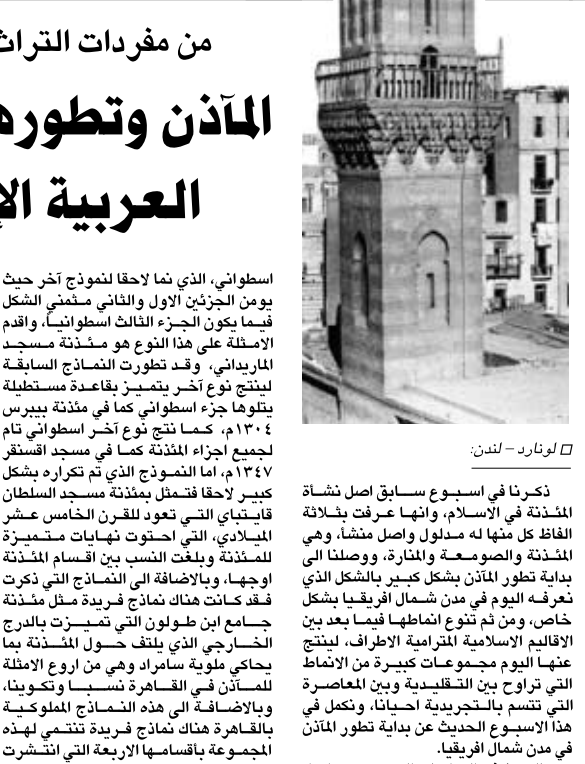 من مفردات التراث
المآذن وتطوره
العربية الإ
□ لونارد – لندن:
ذكرنا في اسبوع سابق اصل نشأة
المئذنة في الاسلام، وانها عرفت بثلاثة
الفاظ كل منها له مدلول واصل منشأ، وهي
المئذنة والصومعة والمنارة، ووصلنا الى
بداية تطور المآذن بشكل كبير بالشكل الذي
نعرفه اليوم في مدن شمال افريقيا بشكل
خاص، ومن ثم تنوع انماطها فيما بعد بين
الاقاليم الاسلامية المترامية الاطراف، لينتج
عنها اليوم مجموعات كبيرة من الانماط
التي تراوح بين التقليدية وبين المعاصرة
التي تتسم بالتجريدية احيانا، ونكمل في
هذا الاسبوع الحديث عن بداية تطور المآذن
في مدن شمال افريقيا.
اسطواني، الذي نما لاحقا لنموذج آخر حيث
يومن الجزئين الاول والثاني مثمني الشكل
فيما يكون الجزء الثالث اسطوانياً، واقدم
الامثلة على هذا النوع هو مئذنة مسجد
الماريداني، وقد تطورت النماذج السابقة
لينتج نوع آخر يتميز بقاعدة مستطيلة
يتلوها جزء اسطواني كما في مئذنة بيبرس
١٣٠٤م، كما نتج نوع آخر اسطواني تام
لجميع اجزاء المئذنة كما في مسجد اقسنقر
١٣٤٧م، اما النموذج الذي تم تكراره بشكل
كبير لاحقا فتمثل بمئذنة مسجد السلطان
قايتباي التي تعود للقرن الخامس عشر
الميلادي، التي احتوت نهايات متميزة
للمئذنة وبلغت النسب بين اقسام المئذنة
اوجها، وبالاضافة الى النماذج التي ذكرت
فقد كانت هناك نماذج فريدة مثل مئذنة
جامع ابن طولون التي تميزت بالدرج
الخارجي الذي يلتف حول المئذنة بما
يحاكي ملوية سامراد وهي من اروع الامثلة
للمآذن في القاهرة نسبا وتكوينا،
وبالاضافة الى هذه النماذج المملوكية
بالقاهرة هناك نماذج فريدة تنتمي لهذه
المجموعة بأقسامها الاربعة التي انتشرت